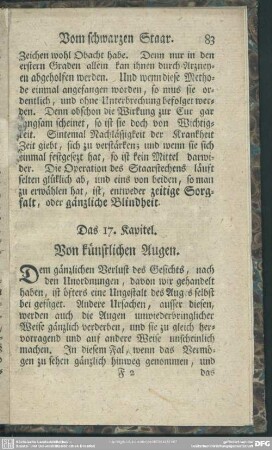 Vom schwarzen Staar. 83
Zeichen wohl Obacht habe. Denn nur in den
erstern Graden allein kan ihnen durch Arzney-
en abgeholfen werden. Und wenn diese Metho-
de einmal angefangen worden, so mus sie or-
dentlich, und ohne Unterbrechung befolget wer-
den. Denn obschon die Wirkung zur Cur gar
langsam scheinet, so ist sie doch von Wichtig-
keit. Sintemal Nachläßigkeit der Krankheit
Zeit giebt, sich zu verstärken; und wenn sie sich
einmal festgesezt hat, so ist kein Mittel darwi-
der. Die Operation des Staarstechens läuft
selten glüklich ab, und eins von beiden, so man
zu erwählen hat, ist, entweder zeitige Sorg-
falt, oder gänzliche Blindheit.
Das 17. Kapitel.
Von künstlichen Augen.
Dem gänzlichen Verlust des Gesichts, nach
den Unordnungen, davon wir gehandelt
haben, ist öfters eine Ungestalt des Auges selbst
bei gefüget. Andere Ursachen, ausser diesen,
werden auch die Augen unwiederbringlicher
Weise gänzlich verderben, und sie zu gleich her-
vorragend und auf andere Weise unscheinlich
machen. In diesem Fal, wenn das Vermö-
gen zu sehen gänzlich hinweg genommen, und
F 2 das